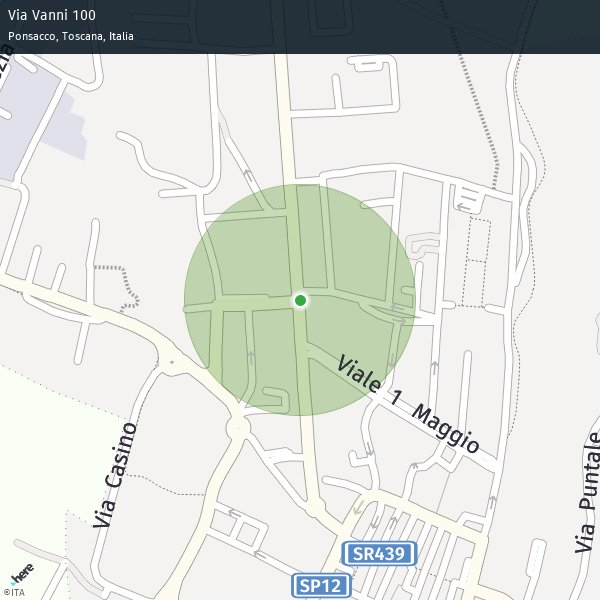 Via Vanni 100
Ponsacco, Toscana, Italia
Viale 1 Maggio
Via Casino
Via Puntale
SR439
SP12
here
©ITA